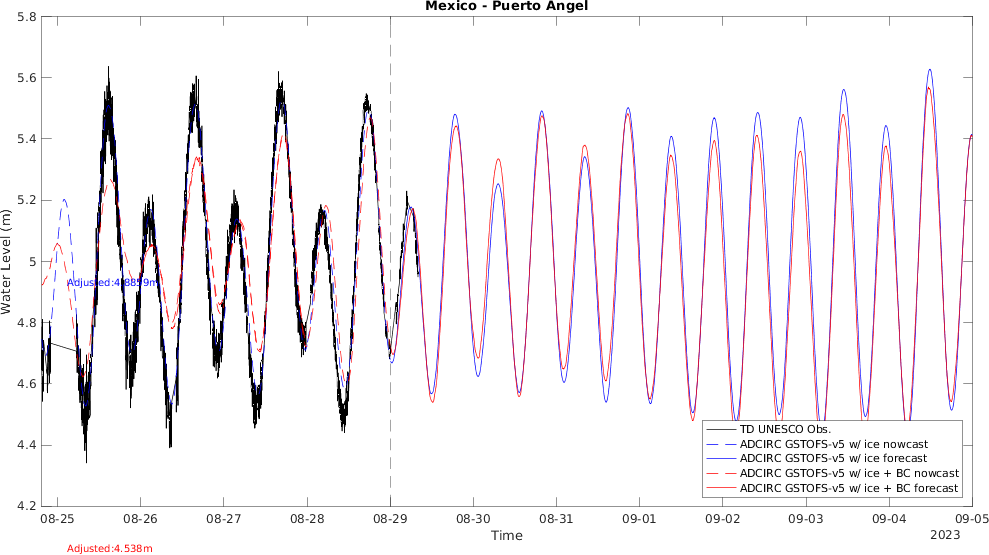 Mexico - Puerto Angel
5.8
5.6
5.4
5.2
5
4.8
4.6
4.4
4.2
Water Level (m)
Adjusted:4.8859m
TD UNESCO Obs.
ADCIRC GSTOFS-v5 w/ ice nowcast
ADCIRC GSTOFS-v5 w/ ice forecast
ADCIRC GSTOFS-v5 w/ ice + BC nowcast
ADCIRC GSTOFS-v5 w/ ice + BC forecast
08-25 08-26 08-27 08-28 08-29 08-30 08-31 09-01 09-02 09-03 09-04 09-05
Time
2023
Adjusted:4.538m